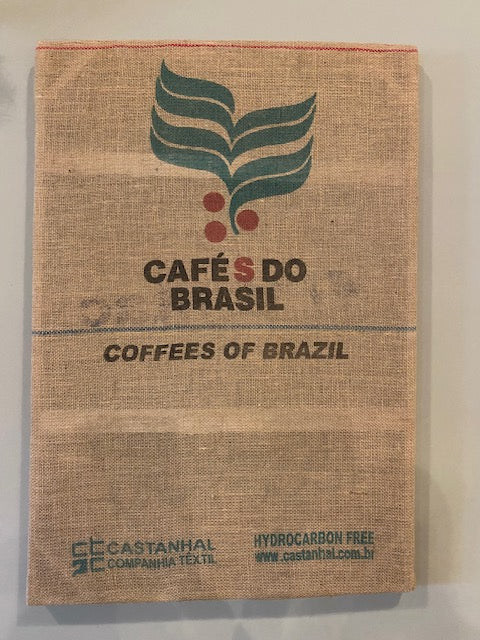 CAFÉS DO
BRASIL
COFFEES OF BRAZIL
CASTANHAL
COMPANHIA TÊXTIL
HYDROCARBON FREE
www.castanhal.com.br